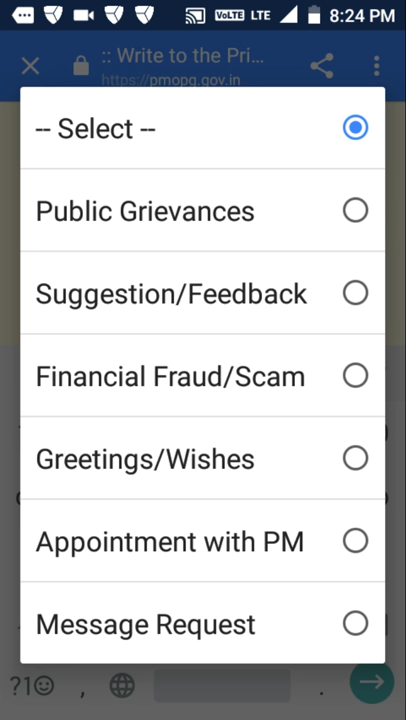 VoLTE LTE 8:24 PM
:: Write to the Pri...
https://pmopg.gov.in
-- Select --
Public Grievances
Suggestion/Feedback
Financial Fraud/Scam
Greetings/Wishes
Appointment with PM
Message Request
?1☺ , .